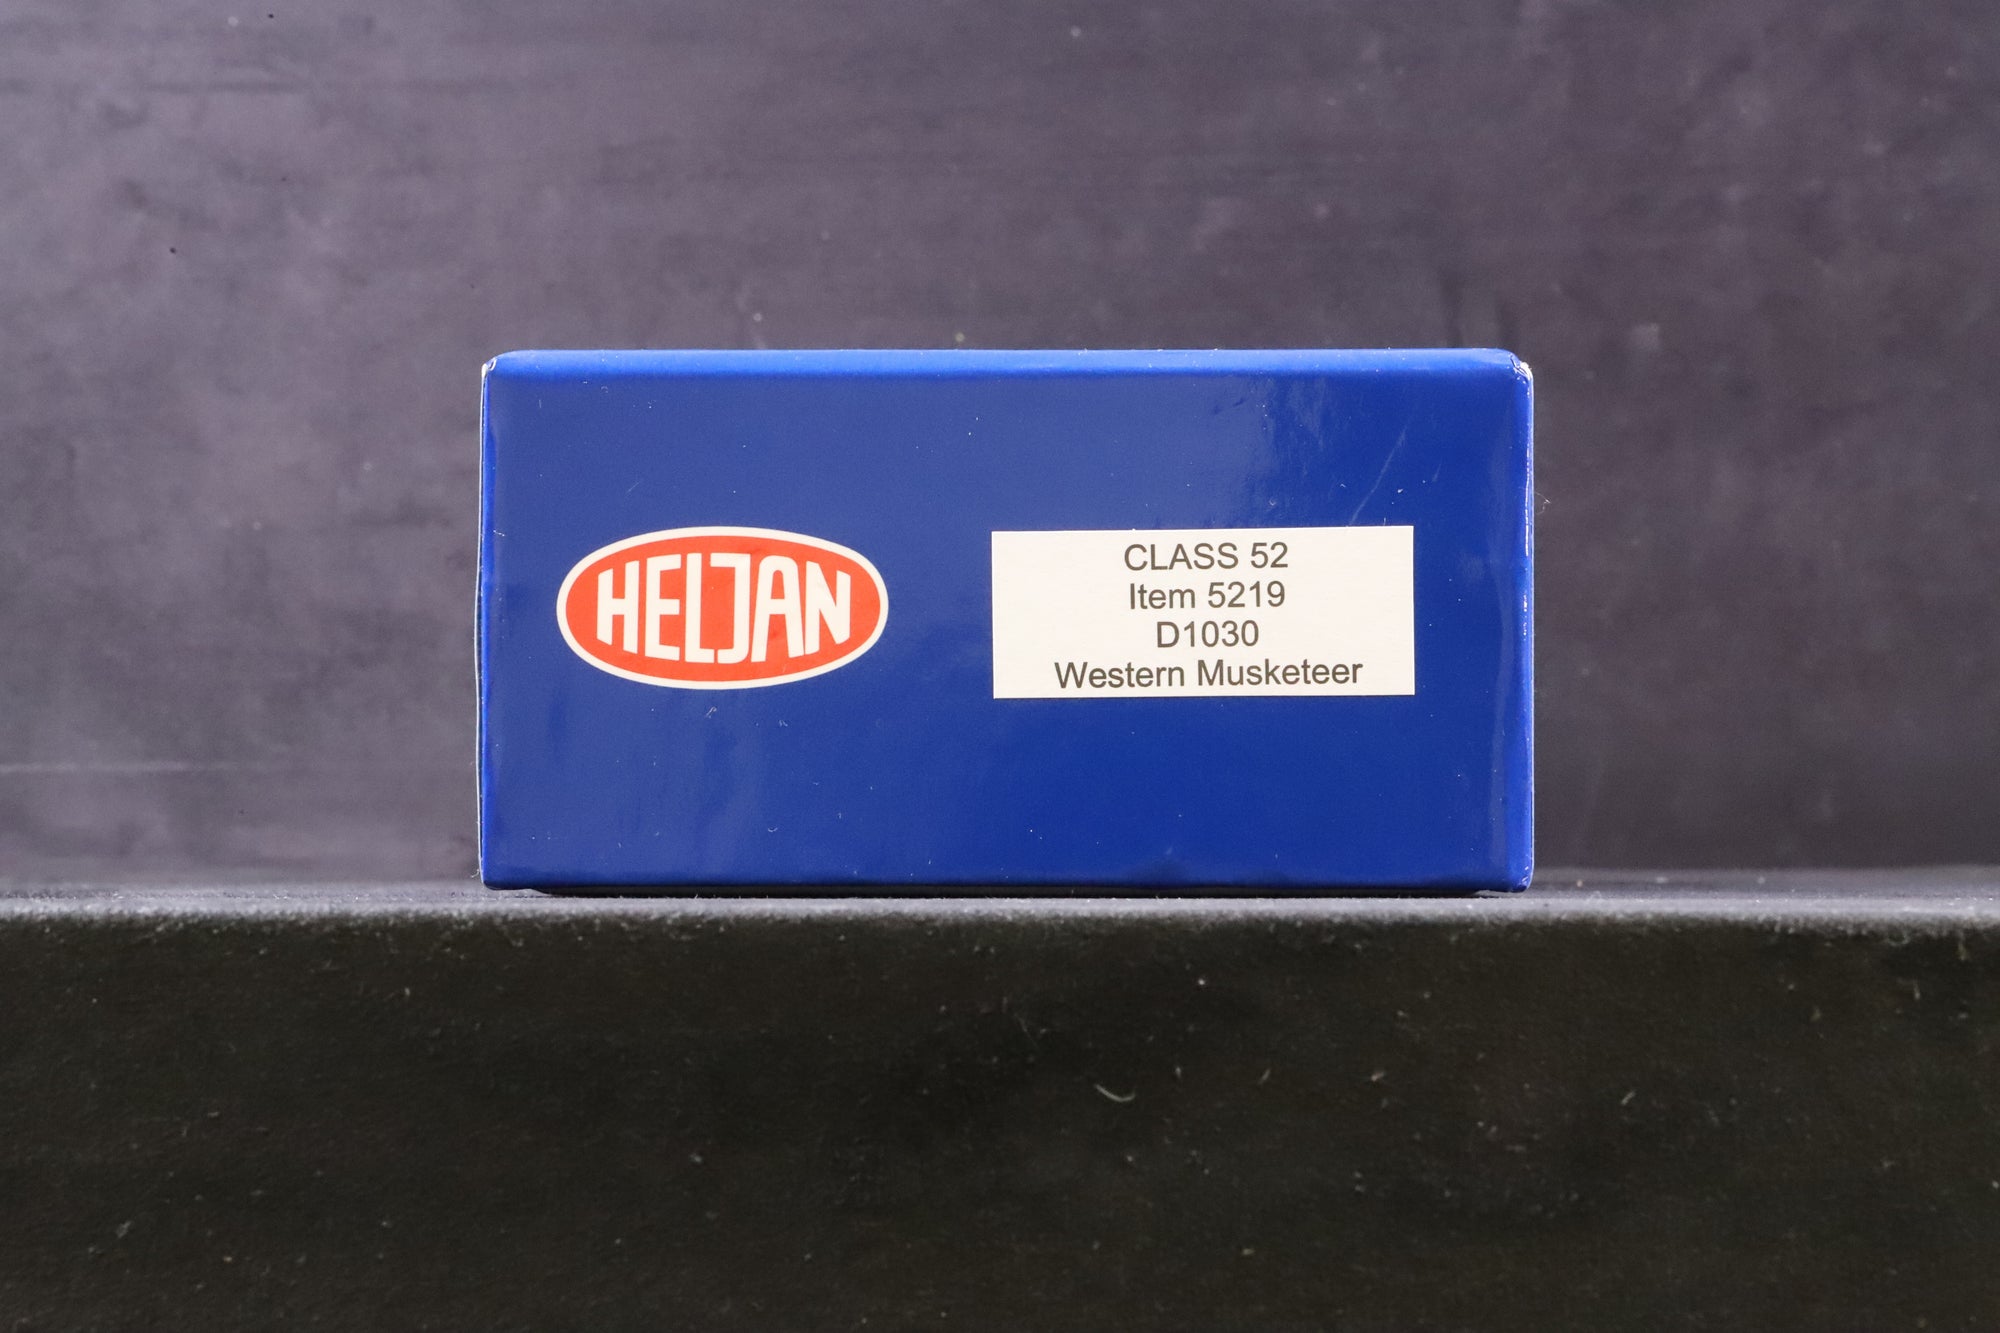 HELJAN
CLASS 52
Item 5219
D1030
Western Musketeer